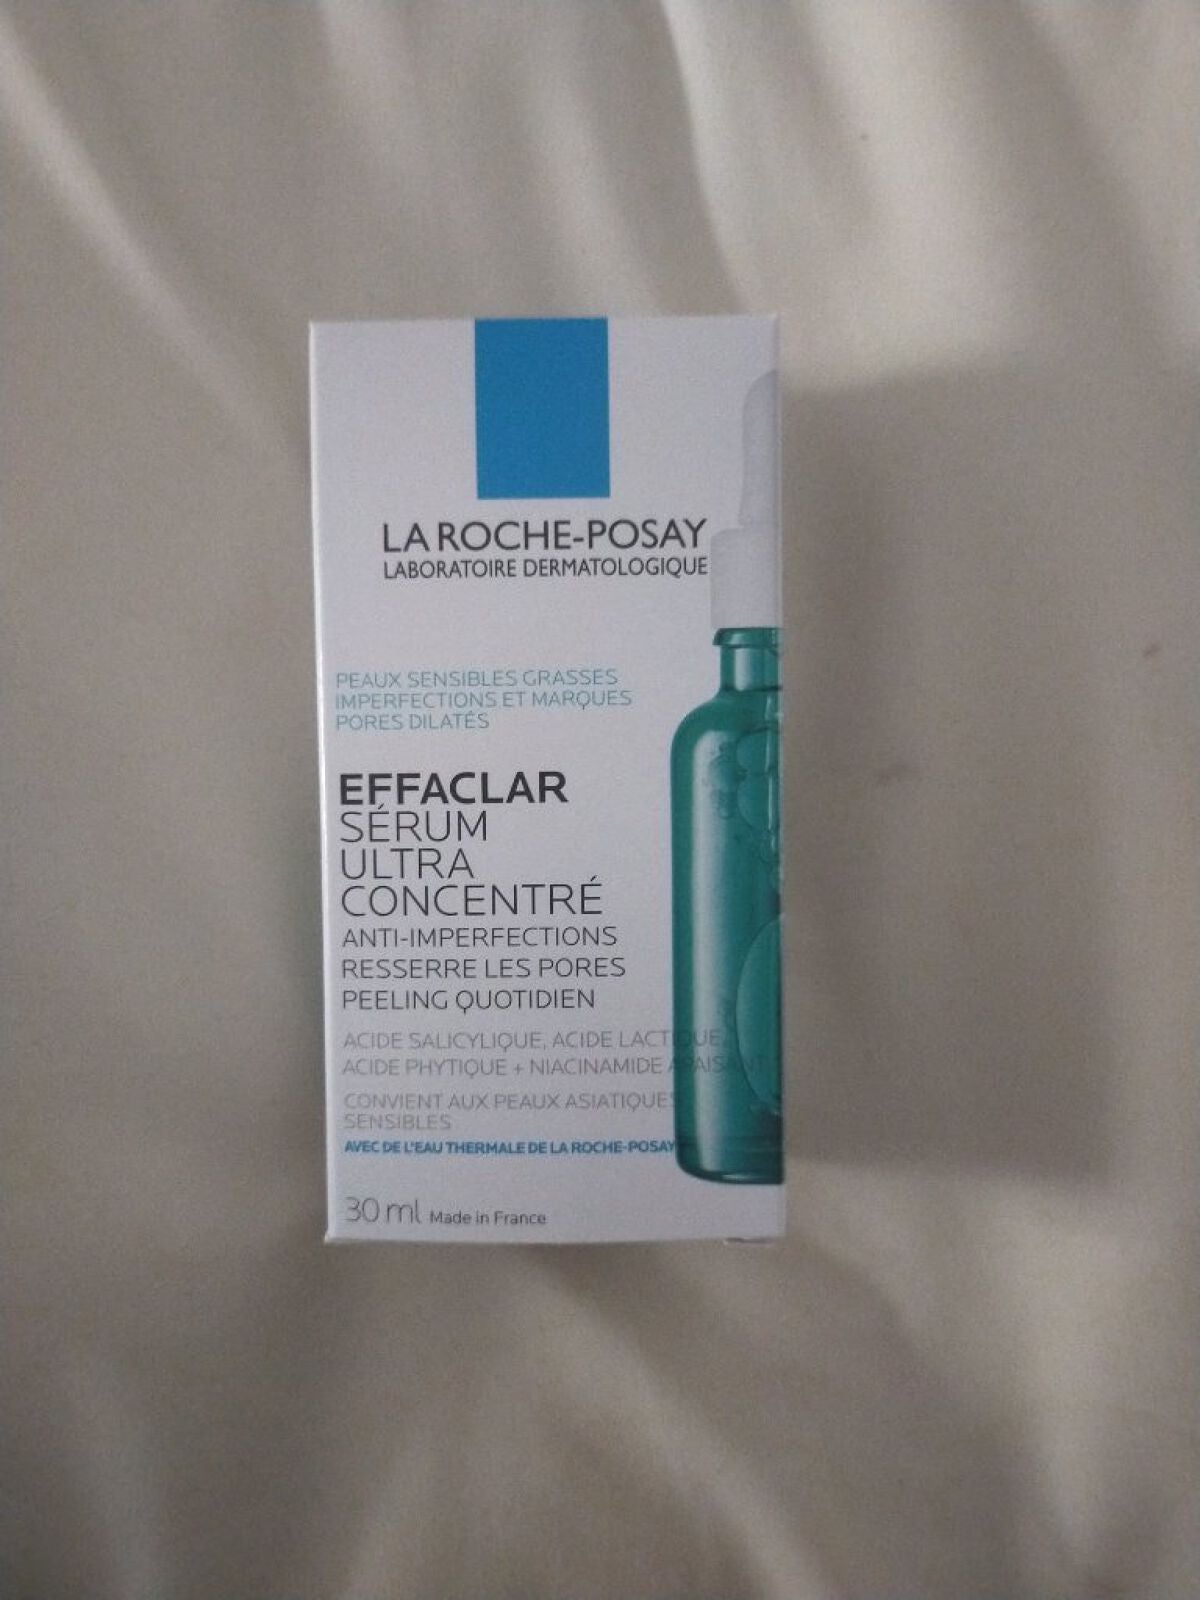 LA ROCHE-POSAY
LABORATOIRE DERMATOLOGIQUE
PEAUX SENSIBLES GRASSES
IMPERFECTIONS ET MARQUES
PORES DILATÉS
EFFACLAR
SÉRUM
ULTRA
CONCENTRÉ
ANTI-IMPERFECTIONS
RESSERRE LES PORES
PEELING QUOTIDIEN
ACIDE SALICYLIQUE, ACIDE LACTIQUE
ACIDE PHYTIQUE + NIACINAMIDE APAISANT
CONVIENT AUX PEAUX ASIATIQUES
SENSIBLES
AVEC DE L'EAU THERMALE DE LA ROCHE-POSAY
30 ml Made in France